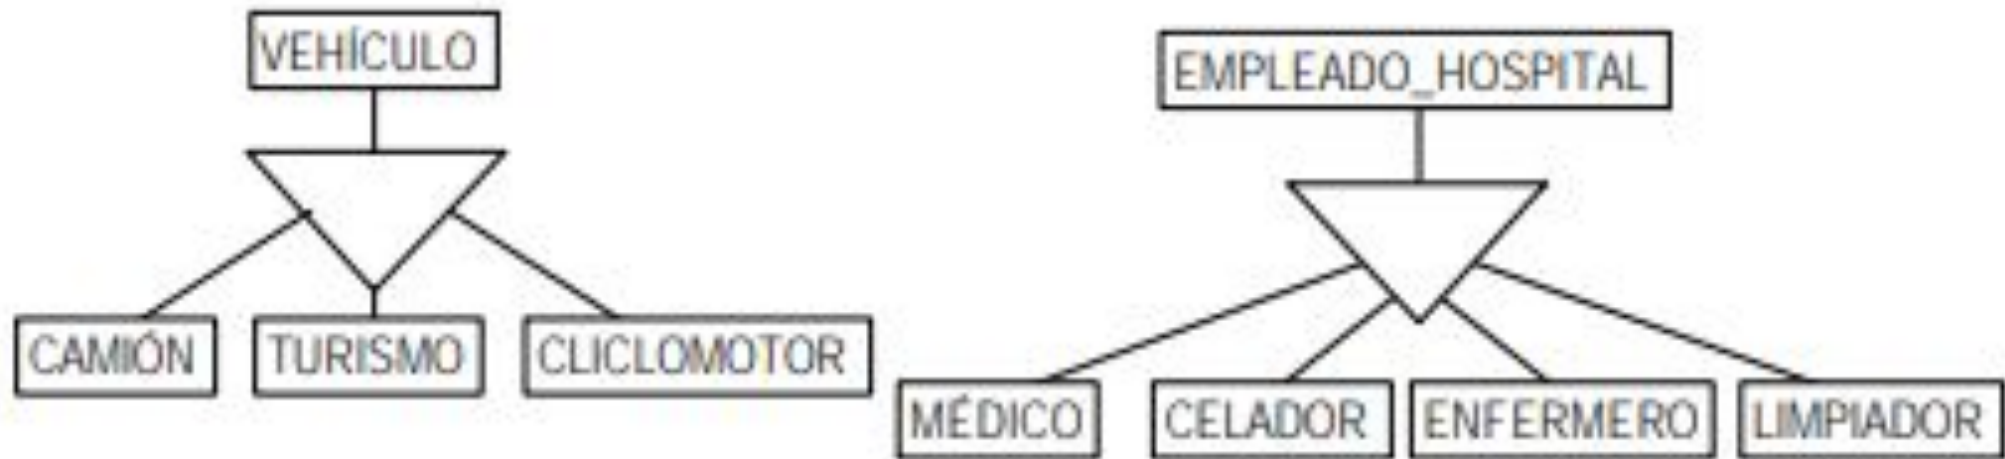 VEHÍCULO
EMPLEADO_HOSPITAL
CAMIÓN
TURISMO
CLICLOMOTOR
MÉDICO
CELADOR
ENFERMERO
LIMPIADOR